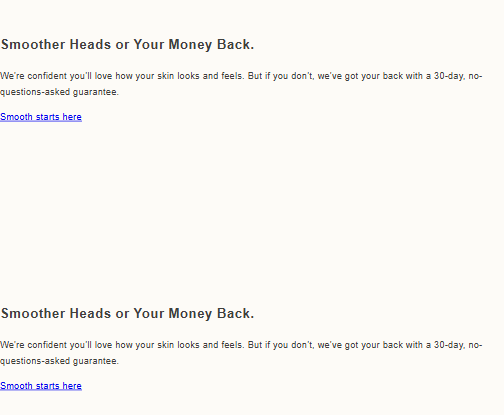 Smoother Heads or Your Money Back.
We're confident you'll love how your skin looks and feels. But if you don't, we've got your back with a 30-day, no-
questions-asked guarantee.
Smooth starts here
Smoother Heads or Your Money Back.
We're confident you'll love how your skin looks and feels. But if you don't, we've got your back with a 30-day, no-
questions-asked guarantee.
Smooth starts here